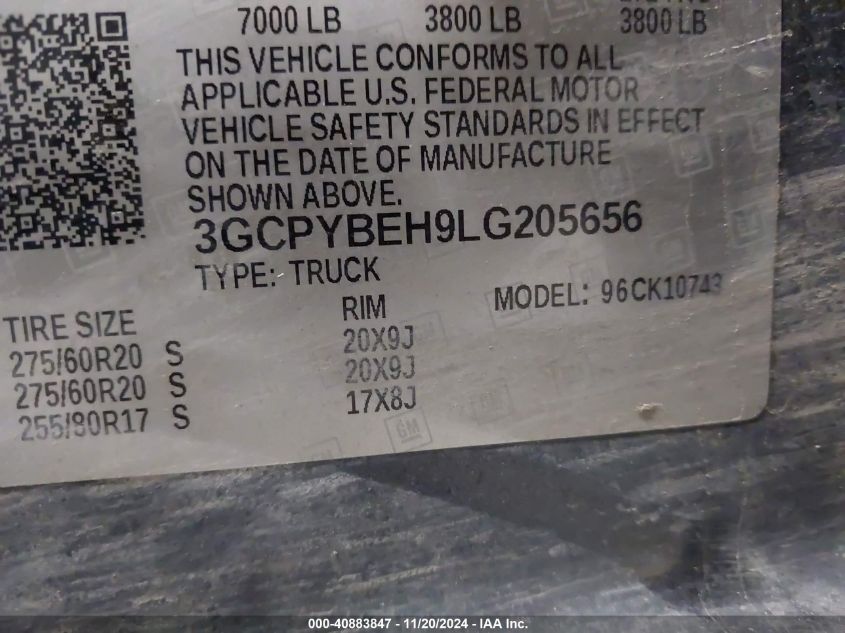 7000 LB 3800 LB 3800 LB
THIS VEHICLE CONFORMS TO ALL
APPLICABLE U.S. FEDERAL MOTOR
VEHICLE SAFETY STANDARDS IN EFFECT
ON THE DATE OF MANUFACTURE
SHOWN ABOVE.
3GCPYBEH9LG205656
TYPE: TRUCK
MODEL: 96CK10743
TIRE SIZE RIM
275/60R20 S 20X9J
275/60R20 S 20X9J
255/80R17 S 17X8J
GM
000-40883847 - 11/20/2024 - IAA Inc.